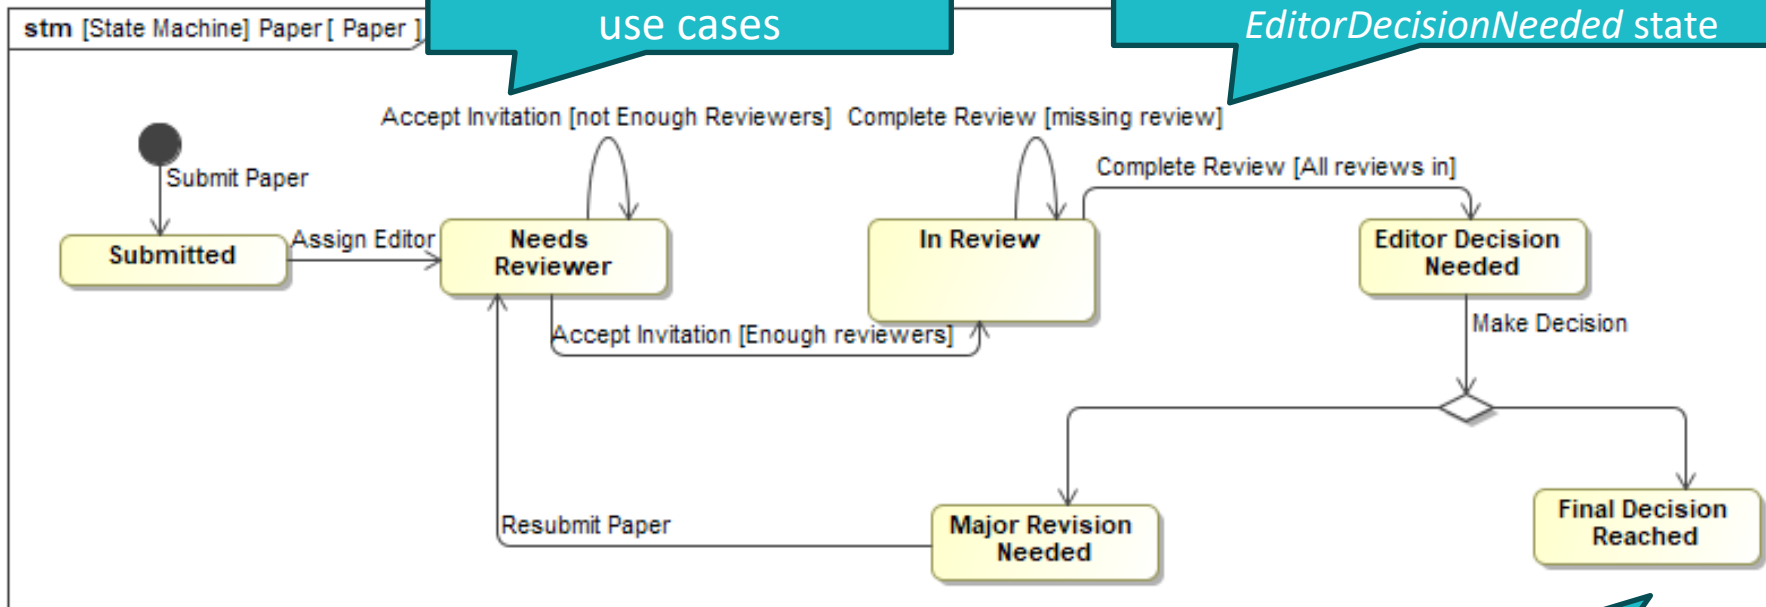 use cases
EditorDecisionNeeded state
stm [State Machine] Paper [ Paper ]
Accept Invitation [not Enough Reviewers]
Complete Review [missing review]
Submit Paper
Complete Review [All reviews in]
Submitted
Assign Editor
Needs
Reviewer
In Review
Editor Decision
Needed
Accept Invitation [Enough reviewers]
Make Decision
Resubmit Paper
Major Revision
Needed
Final Decision
Reached